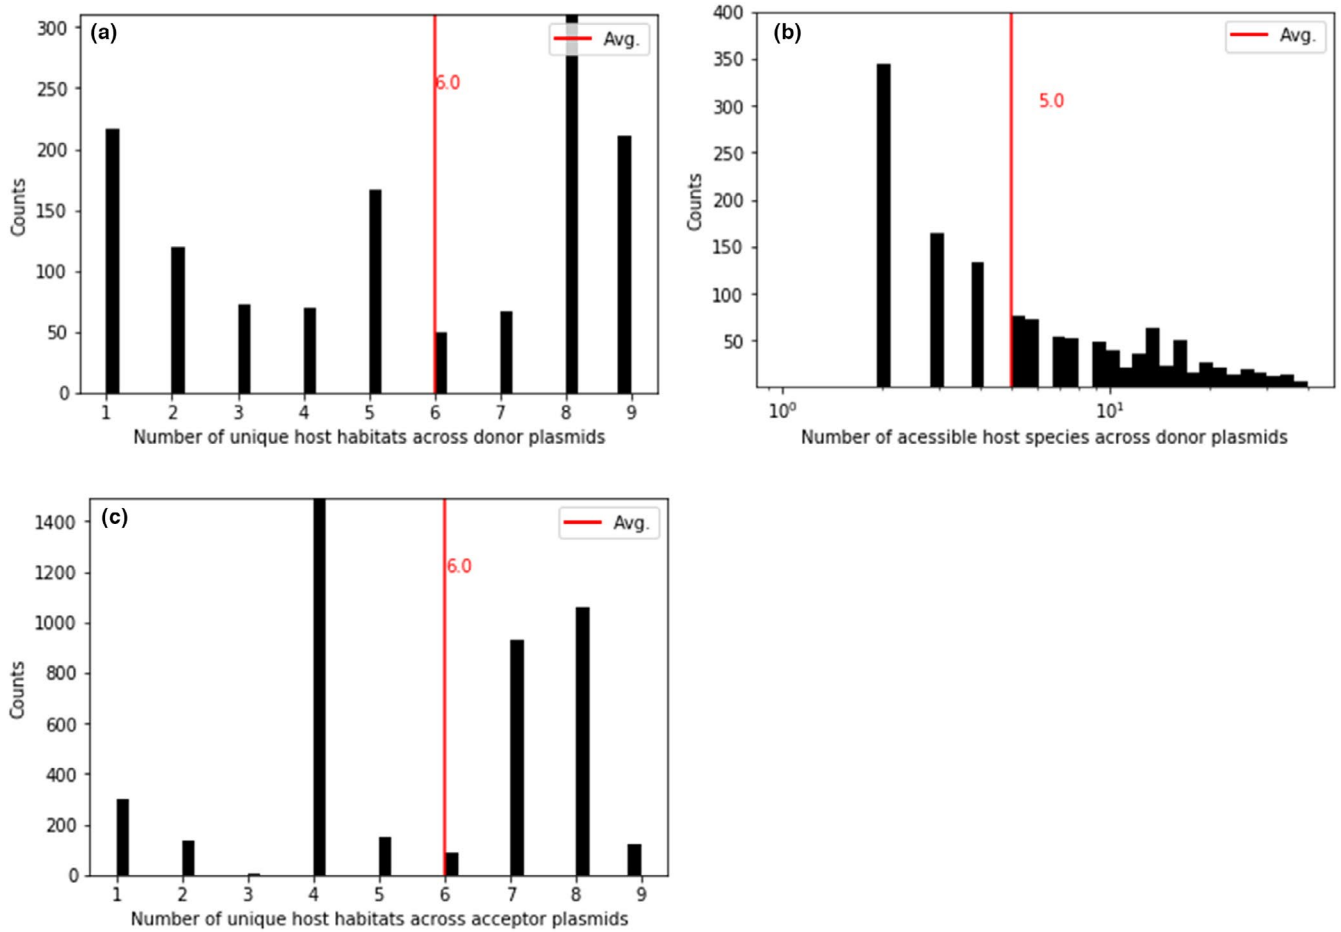 (a)
Avg.
6.0
300
250
200
150
100
50
0
Counts
1 2 3 4 5 6 7 8 9
Number of unique host habitats across donor plasmids
(b)
Avg.
5.0
400
350
300
250
200
150
100
50
Counts
10⁰ 10¹
Number of acessible host species across donor plasmids
(c)
Avg.
6.0
1400
1200
1000
800
600
400
200
0
Counts
1 2 3 4 5 6 7 8 9
Number of unique host habitats across acceptor plasmids